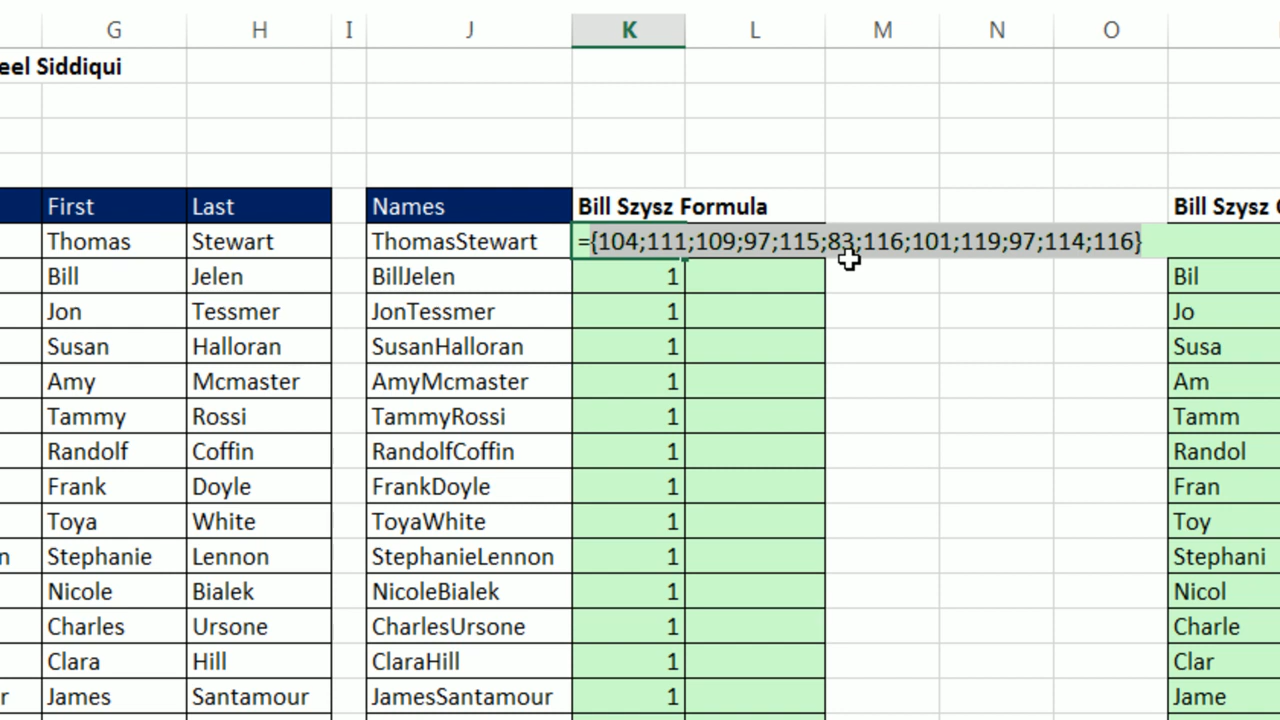 G H I J K L M N O
eel Siddiqui
First Last Names Bill Szysz Formula Bill Szysz
Thomas Stewart ThomasStewart ={104;111;109;97;115;83;116;101;119;97;114;116}
Bill Jelen BillJelen 1 Bil
Jon Tessmer JonTessmer 1 Jo
Susan Halloran SusanHalloran 1 Susa
Amy Mcmaster AmyMcmaster 1 Am
Tammy Rossi TammyRossi 1 Tamm
Randolf Coffin RandolfCoffin 1 Randol
Frank Doyle FrankDoyle 1 Fran
Toya White ToyaWhite 1 Toy
n Stephanie Lennon StephanieLennon 1 Stephani
Nicole Bialek NicoleBialek 1 Nicol
Charles Ursone CharlesUrsone 1 Charle
Clara Hill ClaraHill 1 Clar
r James Santamour JamesSantamour 1 Jame